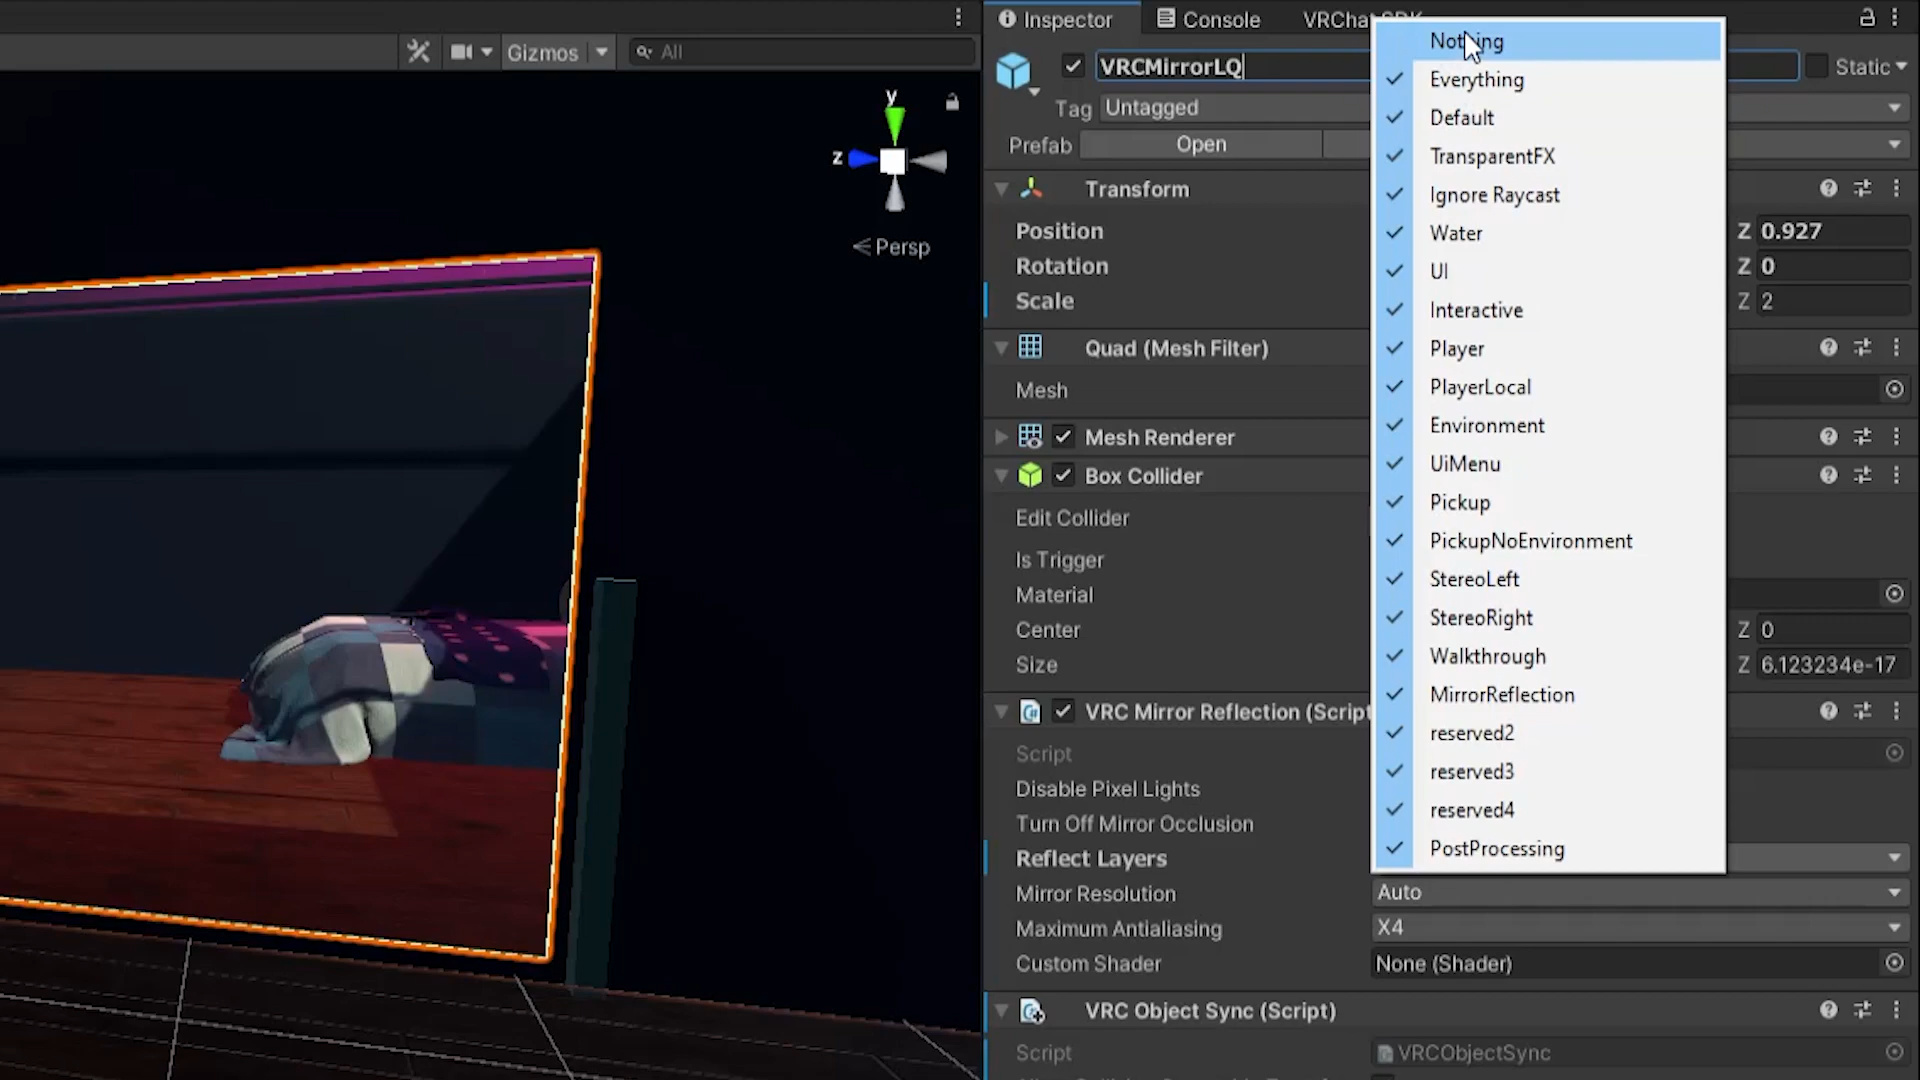 Inspector
Console
VRChat SDK
Gizmos
All
VRCMirrorLQ
Static
Tag
Untagged
Prefab
Open
y
z
Persp
Transform
Position
Z 0.927
Rotation
Z 0
Scale
Z 2
Quad (Mesh Filter)
Mesh
Mesh Renderer
Box Collider
Edit Collider
Is Trigger
Material
Center
Z 0
Size
Z 6.123234e-17
VRC Mirror Reflection (Script
Script
Disable Pixel Lights
Turn Off Mirror Occlusion
Reflect Layers
Mirror Resolution
Auto
Maximum Antialiasing
X4
Custom Shader
None (Shader)
VRC Object Sync (Script)
Script
VRCObjectSync
Nothing
Everything
Default
TransparentFX
Ignore Raycast
Water
UI
Interactive
Player
PlayerLocal
Environment
UiMenu
Pickup
PickupNoEnvironment
StereoLeft
StereoRight
Walkthrough
MirrorReflection
reserved2
reserved3
reserved4
PostProcessing